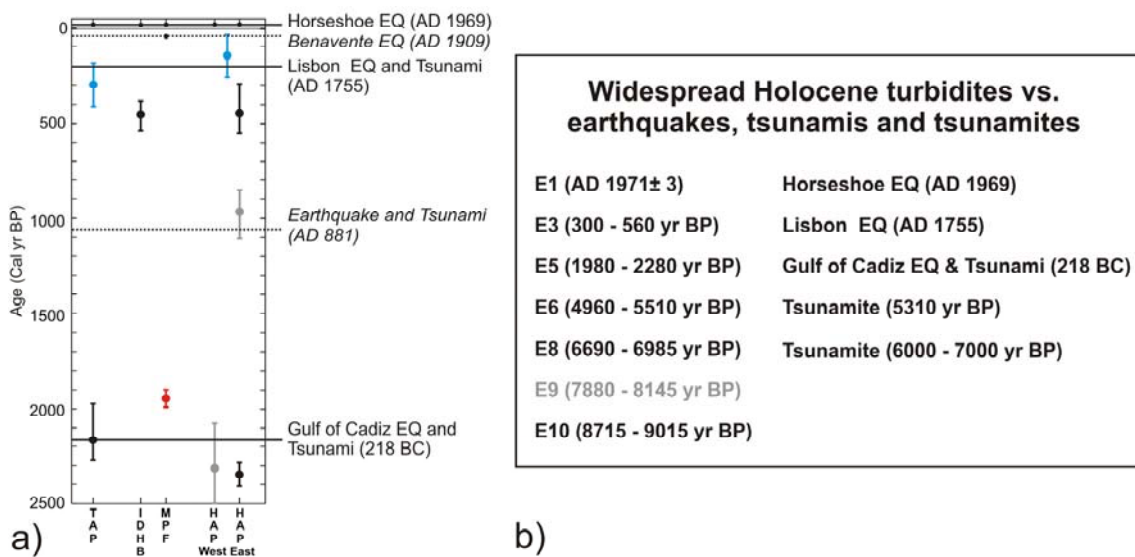 0
500
1000
1500
2000
2500
Age (Cal yr BP)
Horseshoe EQ (AD 1969)
Benavente EQ (AD 1909)
Lisbon EQ and Tsunami
(AD 1755)
Earthquake and Tsunami
(AD 881)
Gulf of Cadiz EQ and
Tsunami (218 BC)
TAP
IDHB
MPF
HAP
West
HAP
East
a)
Widespread Holocene turbidites vs.
earthquakes, tsunamis and tsunamites
E1 (AD 1971± 3) Horseshoe EQ (AD 1969)
E3 (300 - 560 yr BP) Lisbon EQ (AD 1755)
E5 (1980 - 2280 yr BP) Gulf of Cadiz EQ & Tsunami (218 BC)
E6 (4960 - 5510 yr BP) Tsunamite (5310 yr BP)
E8 (6690 - 6985 yr BP) Tsunamite (6000 - 7000 yr BP)
E9 (7880 - 8145 yr BP)
E10 (8715 - 9015 yr BP)
b)